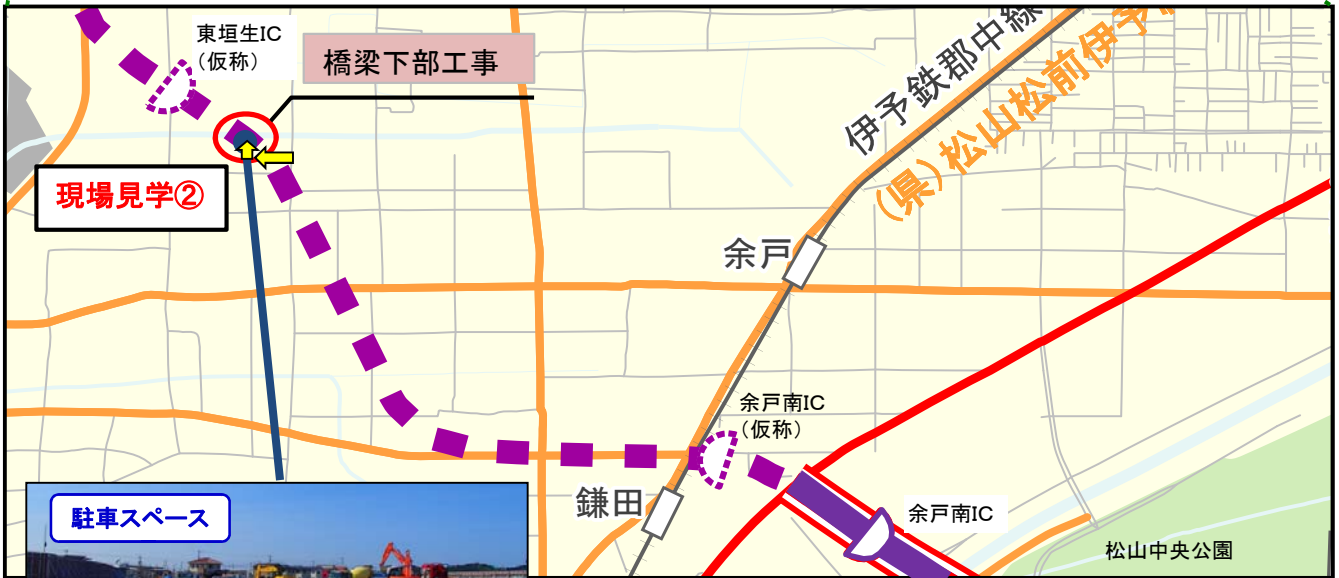 東垣生IC
(仮称)
橋梁下部工事
伊予鉄郡中線
(県)松山松前伊予
現場見学②
余戸
余戸南IC
(仮称)
鎌田
余戸南IC
駐車スペース
松山中央公園